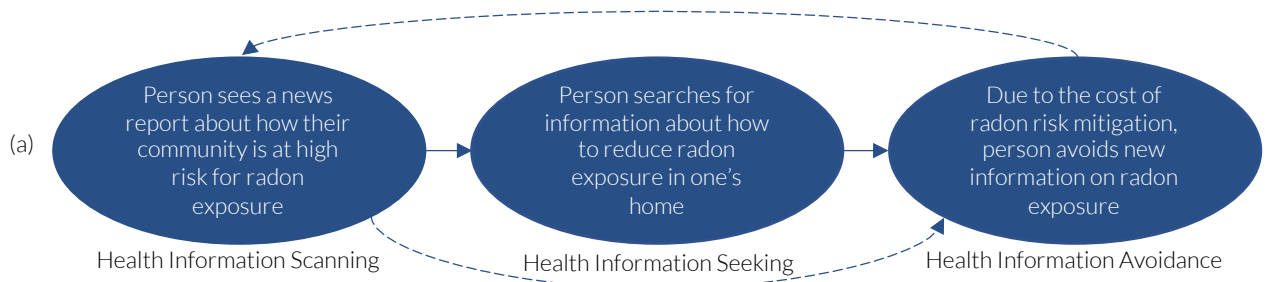 (a)
Person sees a news
report about how their
community is at high
risk for radon
exposure
Health Information Scanning
Person searches for
information about how
to reduce radon
exposure in one’s
home
Health Information Seeking
Due to the cost of
radon risk mitigation,
person avoids new
information on radon
exposure
Health Information Avoidance